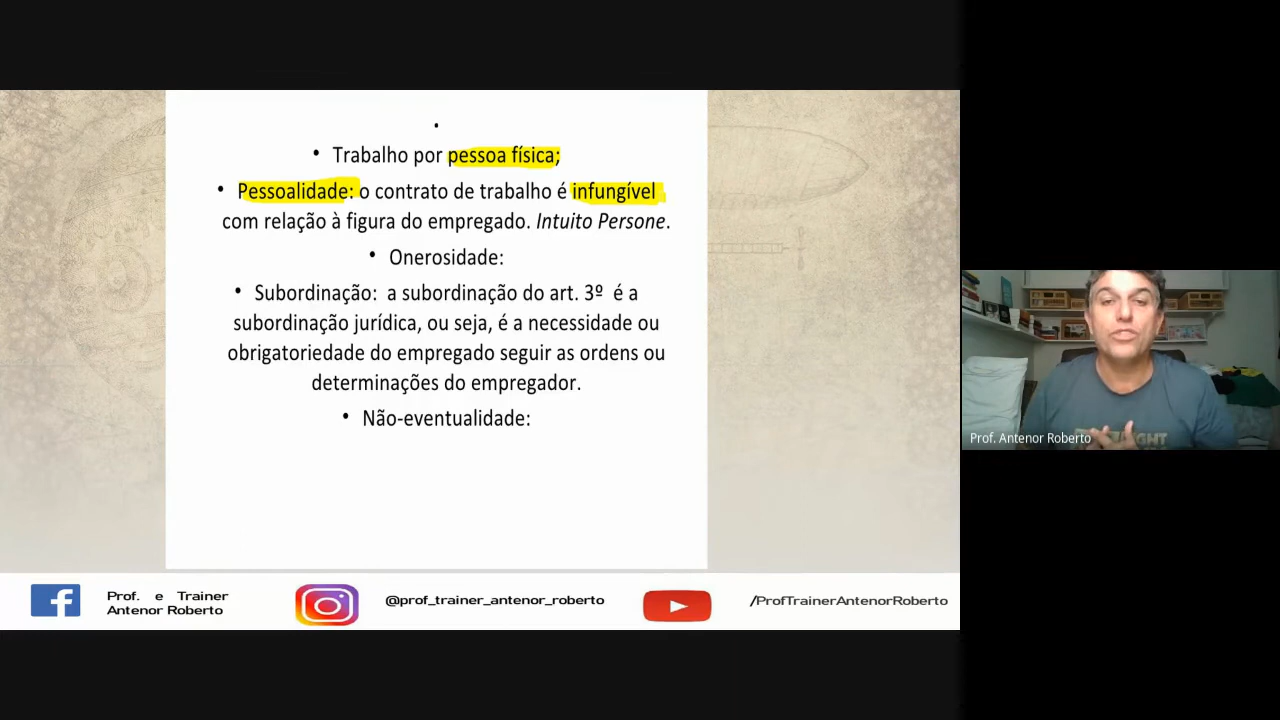 • Trabalho por pessoa física;
• Pessoalidade: o contrato de trabalho é infungível
com relação à figura do empregado. Intuito Persone.
• Onerosidade:
• Subordinação: a subordinação do art. 3º é a
subordinação jurídica, ou seja, é a necessidade ou
obrigatoriedade do empregado seguir as ordens ou
determinações do empregador.
• Não-eventualidade:
Prof. Antenor Roberto
Prof. e Trainer
Antenor Roberto
@prof_trainer_antenor_roberto
/ProfTrainerAntenorRoberto